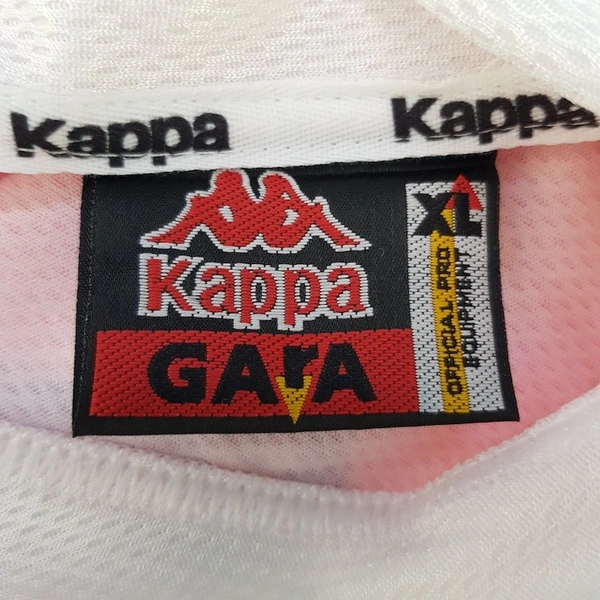 Kappa Kappa
Kappa
GArA
XL
OFFICIAL PRO
EQUIPMENT